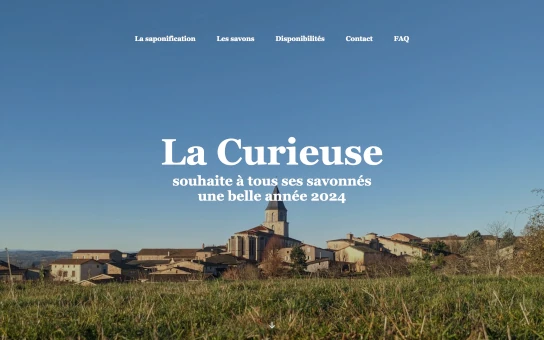 La saponification
Les savons
Disponibilités
Contact
FAQ
La Curieuse
souhaite à tous ses savonnés
une belle année 2024